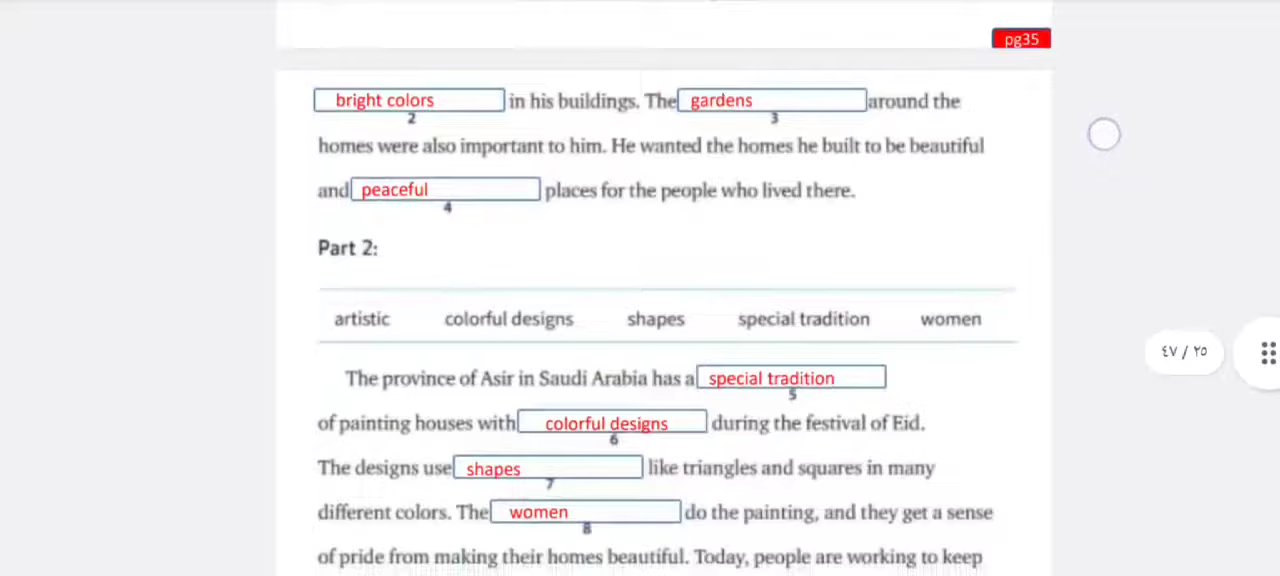 pg35
bright colors in his buildings. The gardens around the
2 3
homes were also important to him. He wanted the homes he built to be beautiful
and peaceful places for the people who lived there.
4
Part 2:
artistic colorful designs shapes special tradition women
The province of Asir in Saudi Arabia has a special tradition
5
of painting houses with colorful designs during the festival of Eid.
6
The designs use shapes like triangles and squares in many
7
different colors. The women do the painting, and they get a sense
8
of pride from making their homes beautiful. Today, people are working to keep
٤٧ / ٢٥